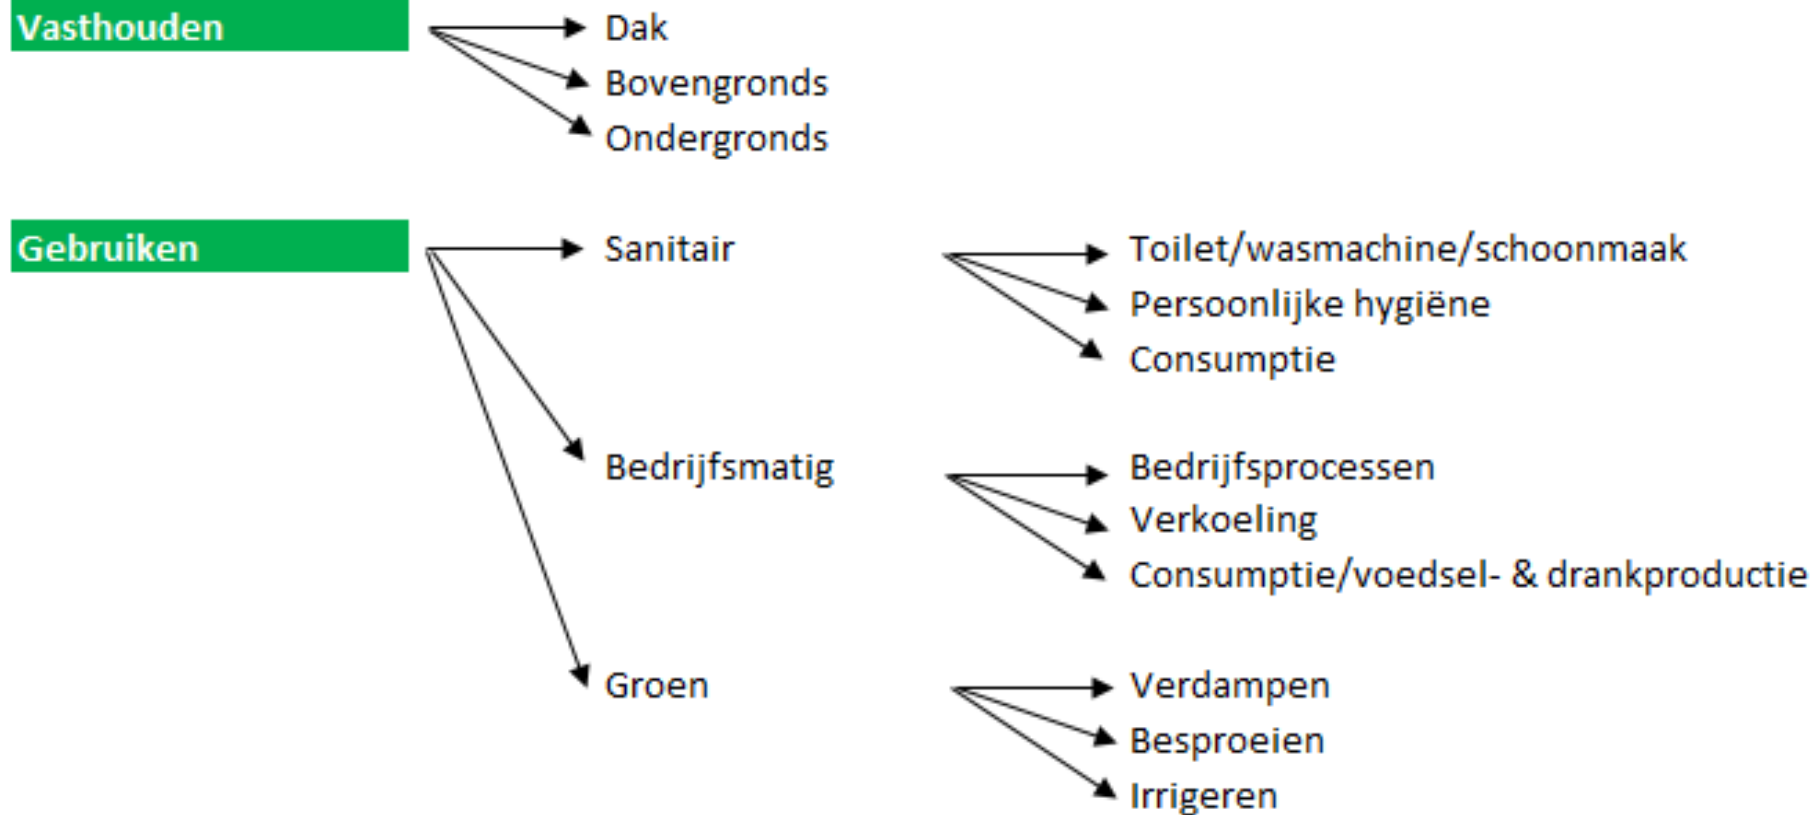 Vasthouden
Dak
Bovengronds
Ondergronds
Gebruiken
Sanitair
Toilet/wasmachine/schoonmaak
Persoonlijke hygiëne
Consumptie
Bedrijfsmatig
Bedrijfsprocessen
Verkoeling
Consumptie/voedsel- & drankproductie
Groen
Verdampen
Besproeien
Irrigeren